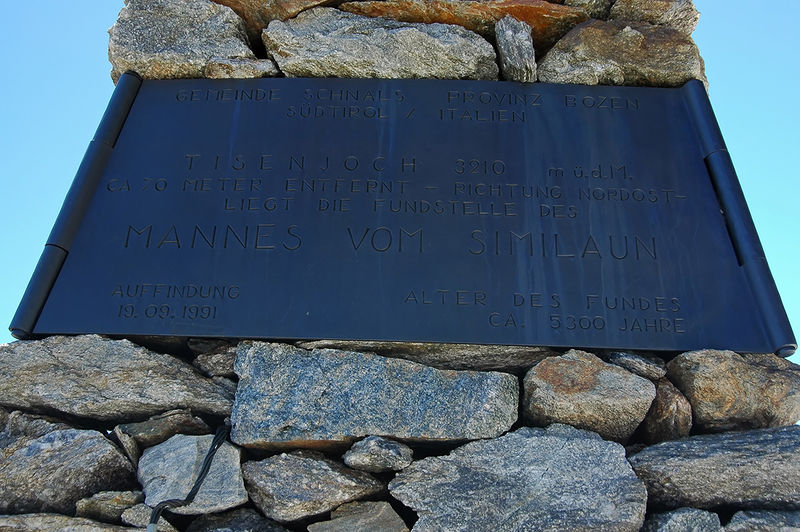 GEMEINDE SCHNALS PROVINZ BOZEN
SÜDTIROL / ITALIEN
TISENJOCH 3210 m ü.d.M.
CA 70 METER ENTFERNT - RICHTUNG NORDOST-
LIEGT DIE FUNDSTELLE DES
MANNES VOM SIMILAUN
AUFFINDUNG
19.09.1991
ALTER DES FUNDES
CA. 5300 JAHRE